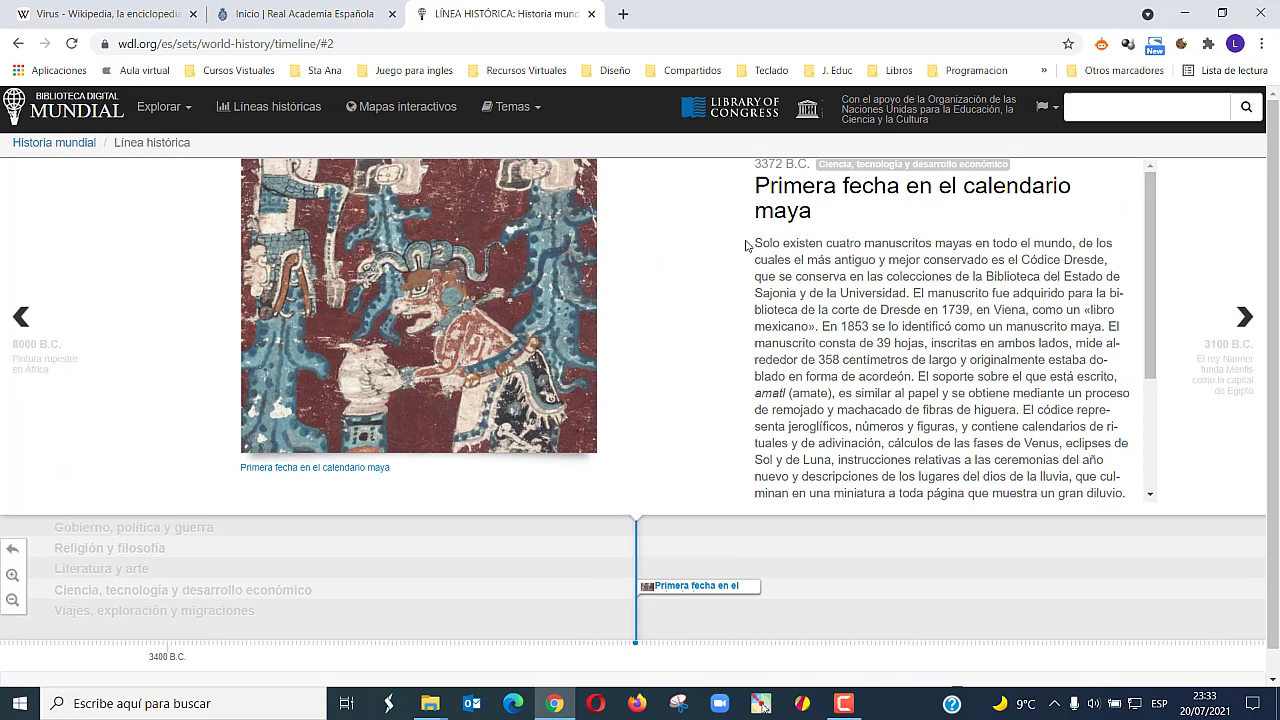 Virus - Wikipedia, la enciclopedia
Inicio | Real Academia Española
LÍNEA HISTÓRICA: Historia mund
wdl.org/es/sets/world-history/timeline/#2
New
L
Aplicaciones
Aula virtual
Cursos Vistuales
Sta Ana
Juego para ingles
Recursos Virtuales
Diseño
Compartidos
Teclado
J. Educ
Libros
Programacion
»
Otros marcadores
Lista de lectura
BIBLIOTECA DIGITAL
MUNDIAL
Explorar
Líneas históricas
Mapas interactivos
Temas
LIBRARY OF
CONGRESS
Con el apoyo de la Organización de las
Naciones Unidas para la Educación, la
Ciencia y la Cultura
Historia mundial / Línea histórica
3372 B.C. Ciencia, tecnología y desarrollo económico
Primera fecha en el calendario
maya
Solo existen cuatro manuscritos mayas en todo el mundo, de los
cuales el más antiguo y mejor conservado es el Códice Dresde,
que se conserva en las colecciones de la Biblioteca del Estado de
Sajonia y de la Universidad. El manuscrito fue adquirido para la bi-
blioteca de la corte de Dresde en 1739, en Viena, como un «libro
mexicano». En 1853 se lo identificó como un manuscrito maya. El
manuscrito consta de 39 hojas, inscritas en ambos lados, mide al-
rededor de 358 centímetros de largo y originalmente estaba do-
blado en forma de acordeón. El soporte sobre el que está escrito,
amatl (amate), es similar al papel y se obtiene mediante un proceso
de remojado y machacado de fibras de higuera. El códice repre-
senta jeroglíficos, números y figuras, y contiene calendarios de ri-
tuales y de adivinación, cálculos de las fases de Venus, eclipses de
Sol y de Luna, instrucciones relativas a las ceremonias del año
nuevo y descripciones de los lugares del dios de la lluvia, que cul-
minan en una miniatura a toda página que muestra un gran diluvio.
8000 B.C.
Pintura rupestre
en África
3100 B.C.
El rey Narmer
funda Menfis
como la capital
de Egipto
Primera fecha en el calendario maya
Gobierno, política y guerra
Religión y filosofía
Literatura y arte
Ciencia, tecnología y desarrollo económico
Viajes, exploración y migraciones
Primera fecha en el
3400 B.C.
Escribe aquí para buscar
9°C
ESP
23:33
20/07/2021